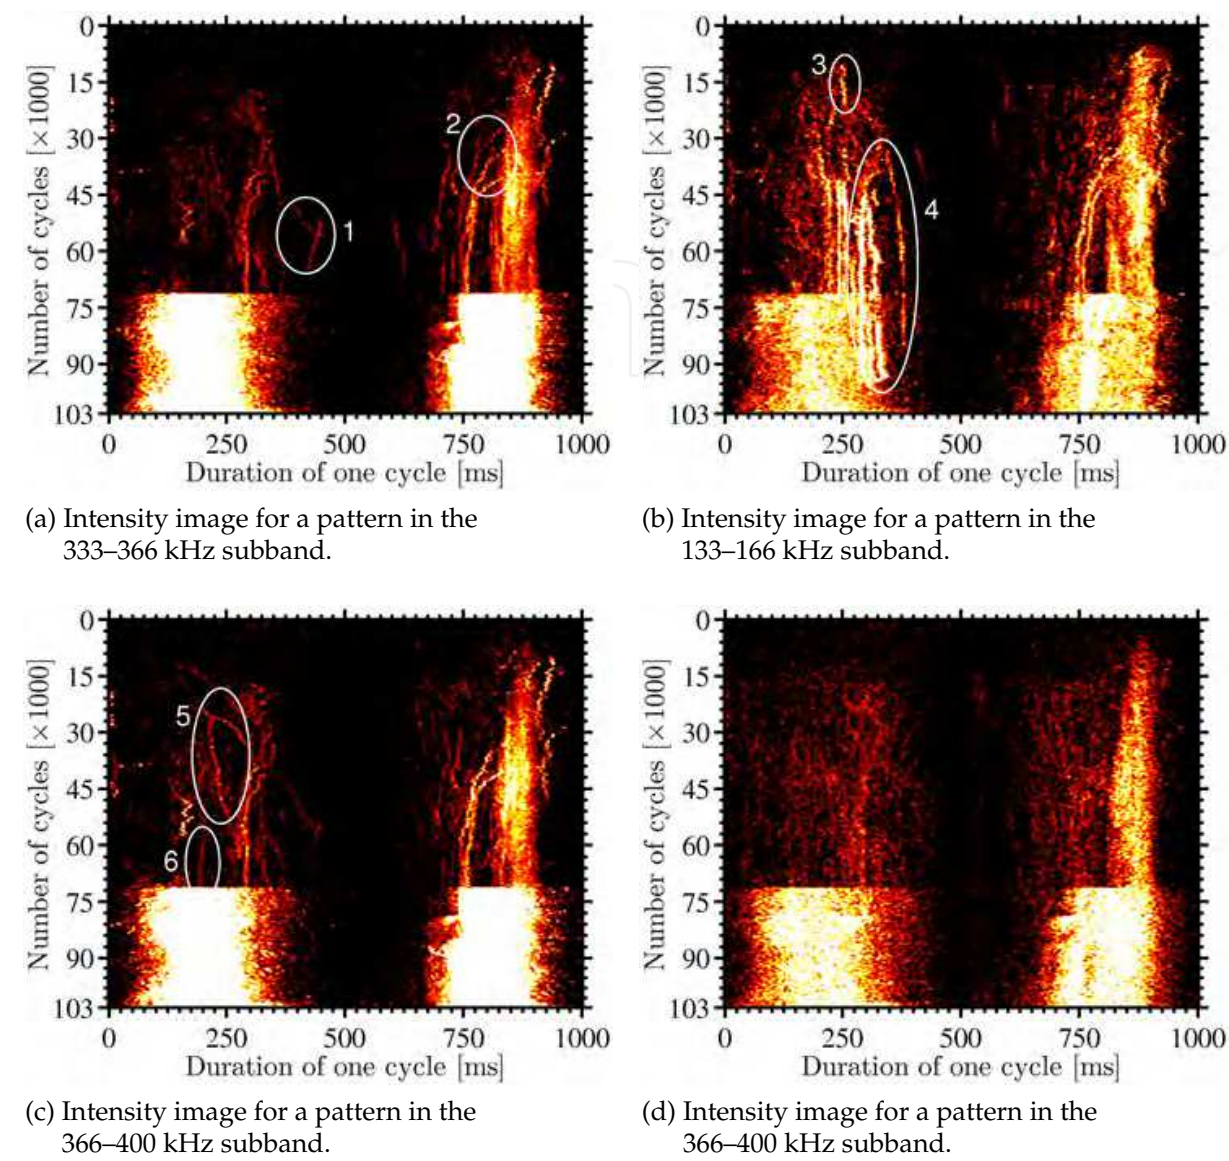 0
15
30
45
60
75
90
103
Number of cycles [×1000]
2
1
0 250 500 750 1000
Duration of one cycle [ms]
(a) Intensity image for a pattern in the
333–366 kHz subband.
0
15
30
45
60
75
90
103
Number of cycles [×1000]
3
4
0 250 500 750 1000
Duration of one cycle [ms]
(b) Intensity image for a pattern in the
133–166 kHz subband.
0
15
30
45
60
75
90
103
Number of cycles [×1000]
5
6
0 250 500 750 1000
Duration of one cycle [ms]
(c) Intensity image for a pattern in the
366–400 kHz subband.
0
15
30
45
60
75
90
103
Number of cycles [×1000]
0 250 500 750 1000
Duration of one cycle [ms]
(d) Intensity image for a pattern in the
366–400 kHz subband.